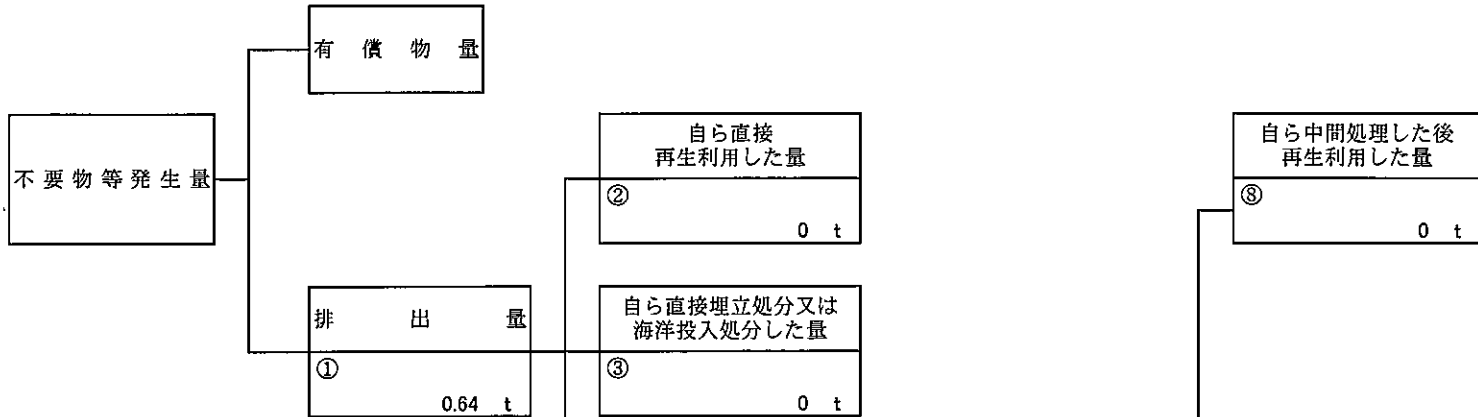 有償物量
不要物等発生量
自ら直接
再生利用した量
②
0 t
自ら中間処理した後
再生利用した量
⑧
0 t
排出量
①
0.64 t
自ら直接埋立処分又は
海洋投入処分した量
③
0 t